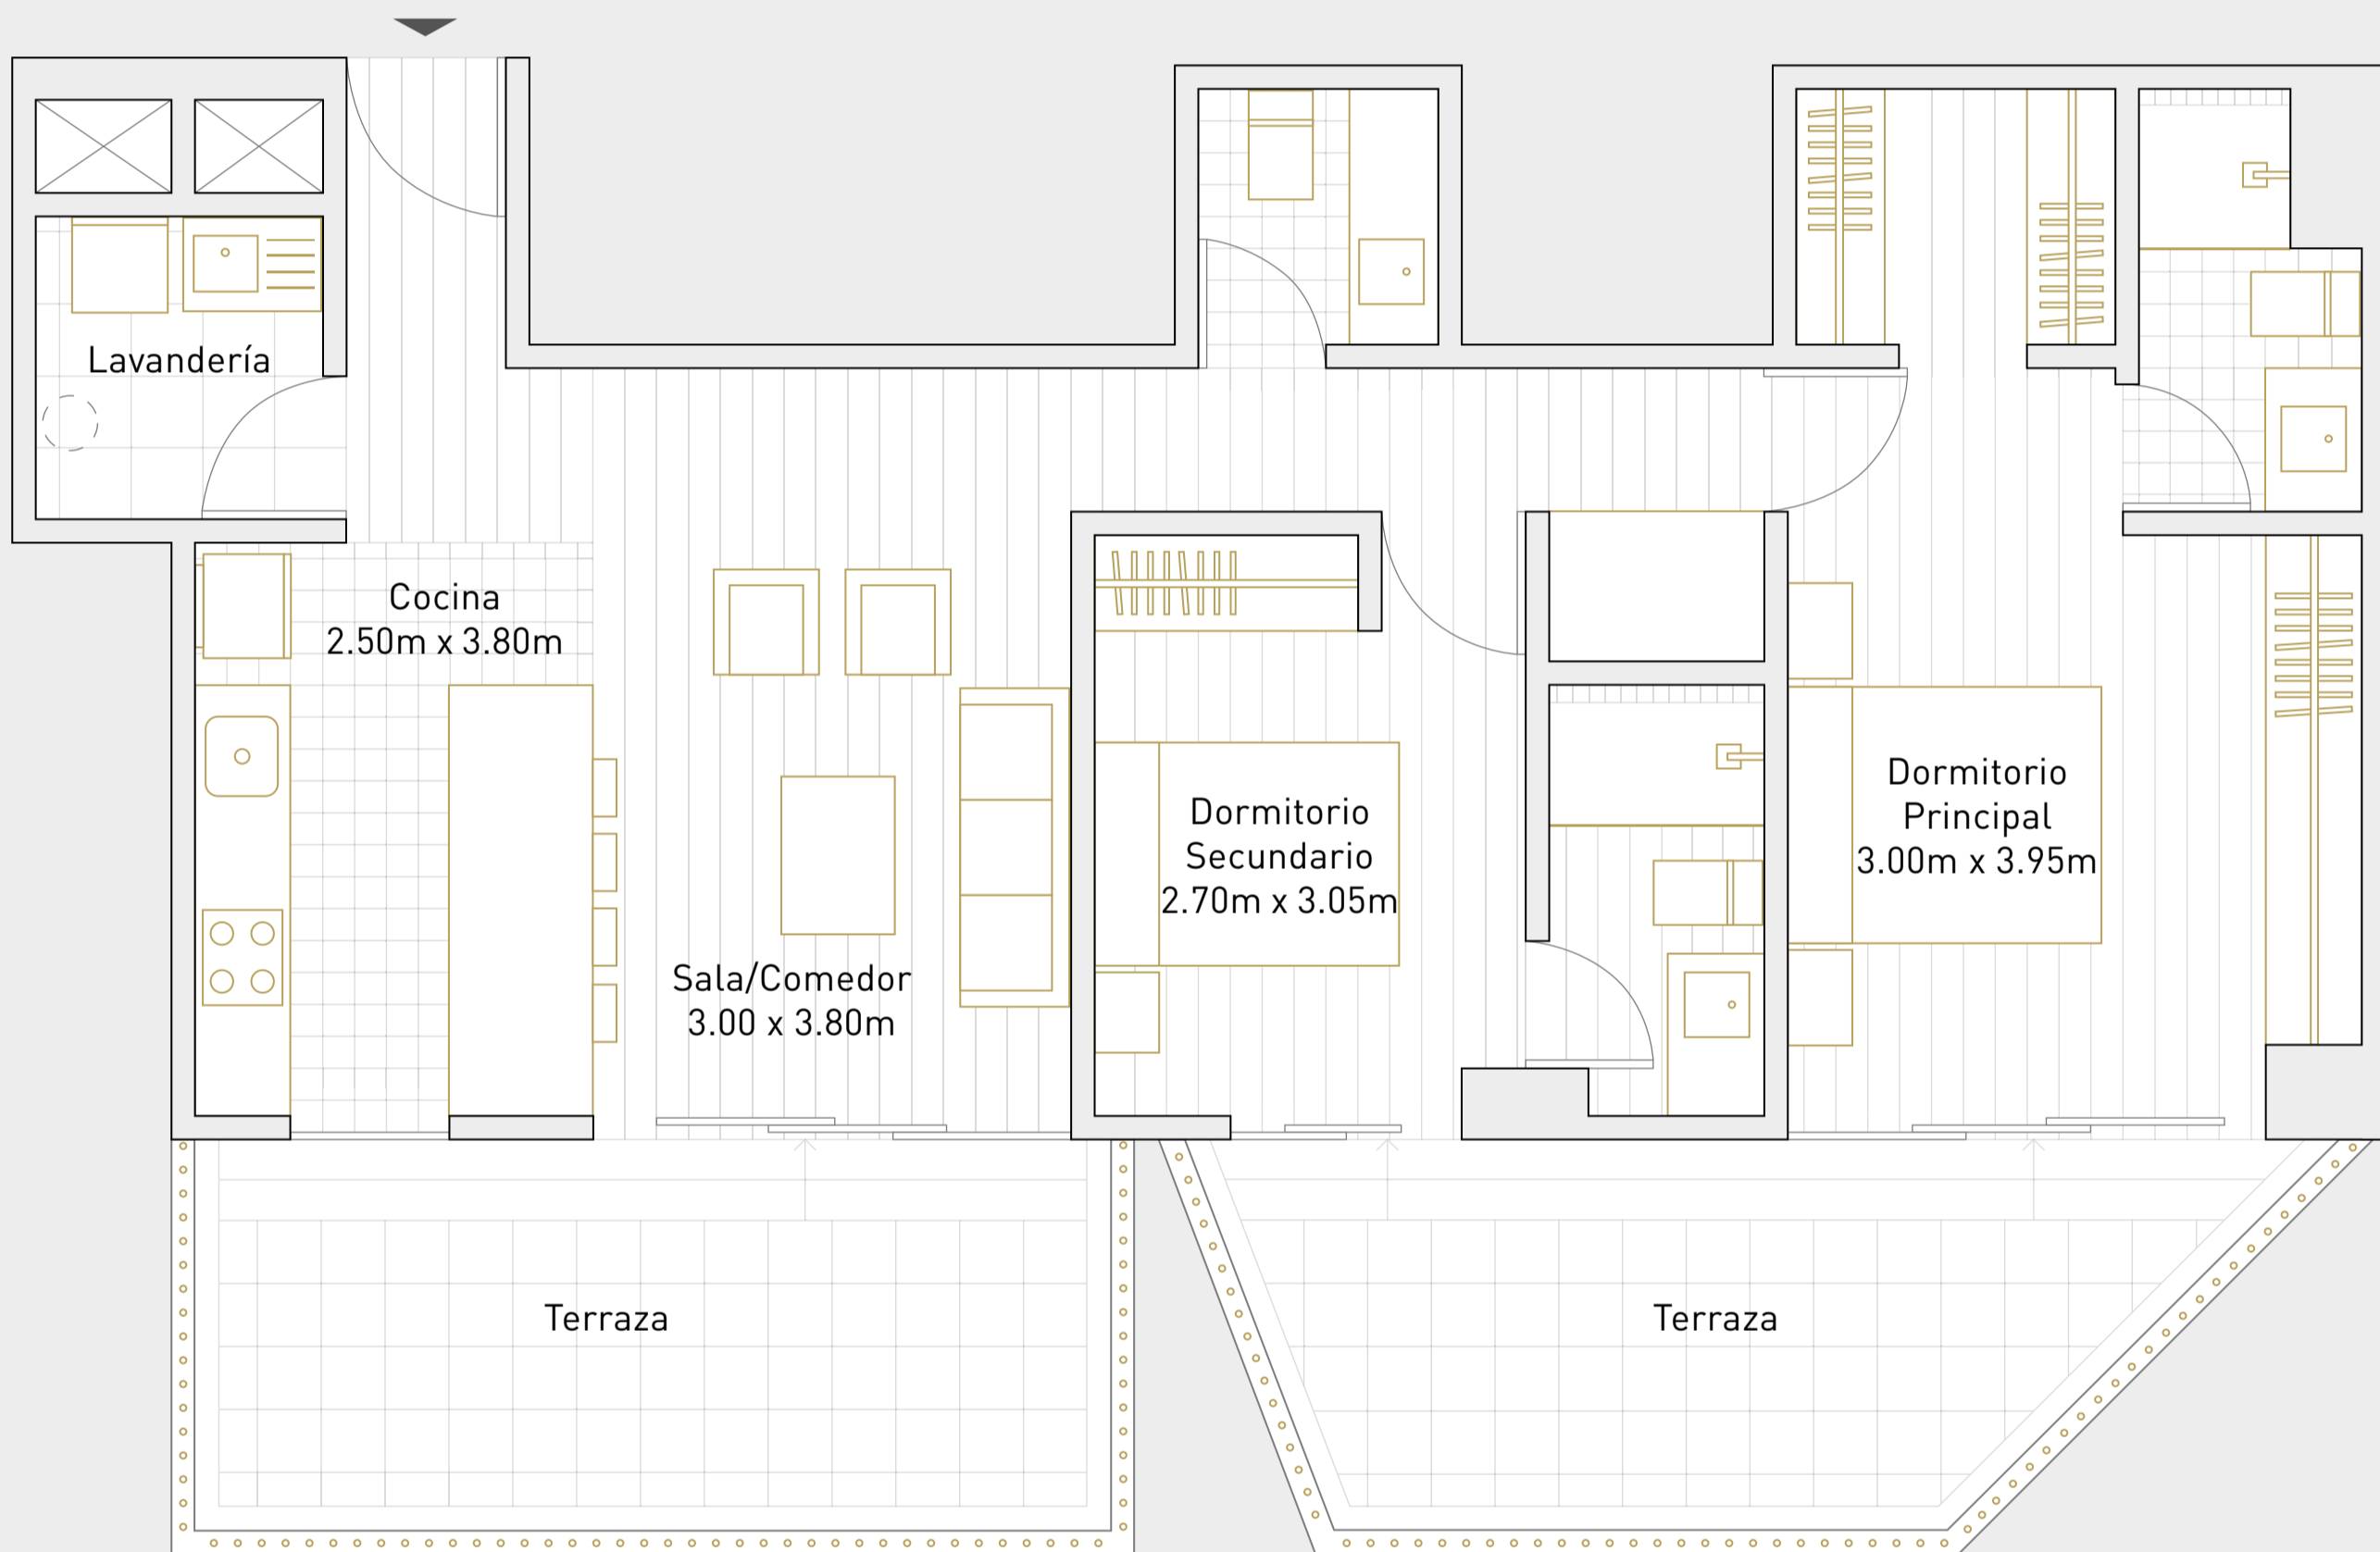 Lavandería
Cocina
2.50m x 3.80m
Sala/Comedor
3.00 x 3.80m
Dormitorio
Secundario
2.70m x 3.05m
Dormitorio
Principal
3.00m x 3.95m
Terraza
Terraza